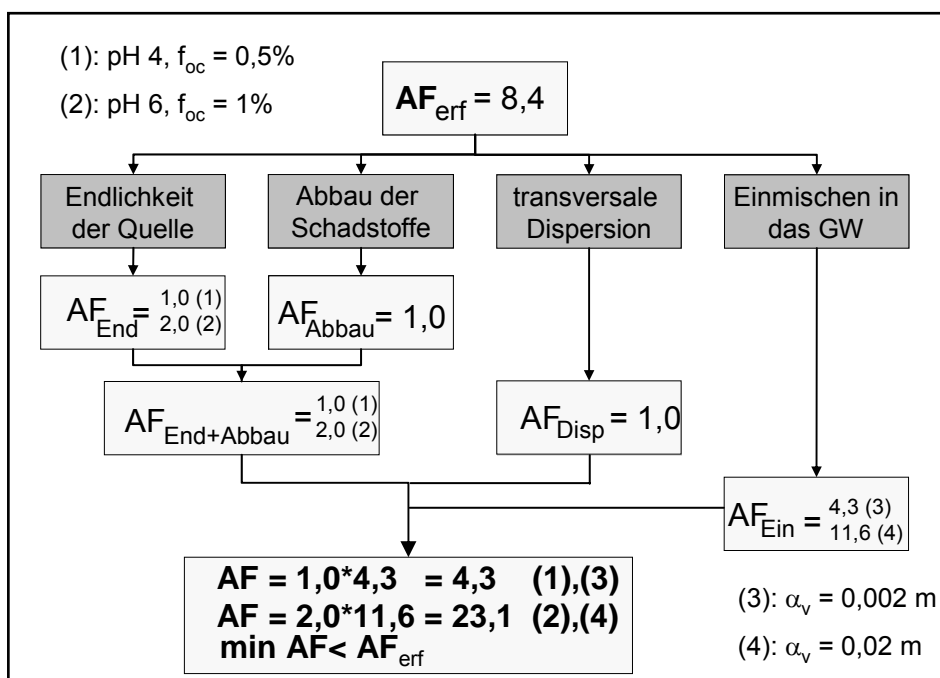 (1): pH 4, f_oc = 0,5%
(2): pH 6, f_oc = 1%
AF_erf = 8,4
Endlichkeit
der Quelle
Abbau der
Schadstoffe
transversale
Dispersion
Einmischen in
das GW
AF_End = 1,0 (1)
2,0 (2)
AF_Abbau = 1,0
AF_End+Abbau = 1,0 (1)
2,0 (2)
AF_Disp = 1,0
AF_Ein = 4,3 (3)
11,6 (4)
AF = 1,0*4,3 = 4,3 (1),(3)
AF = 2,0*11,6 = 23,1 (2),(4)
min AF< AF_erf
(3): α_v = 0,002 m
(4): α_v = 0,02 m